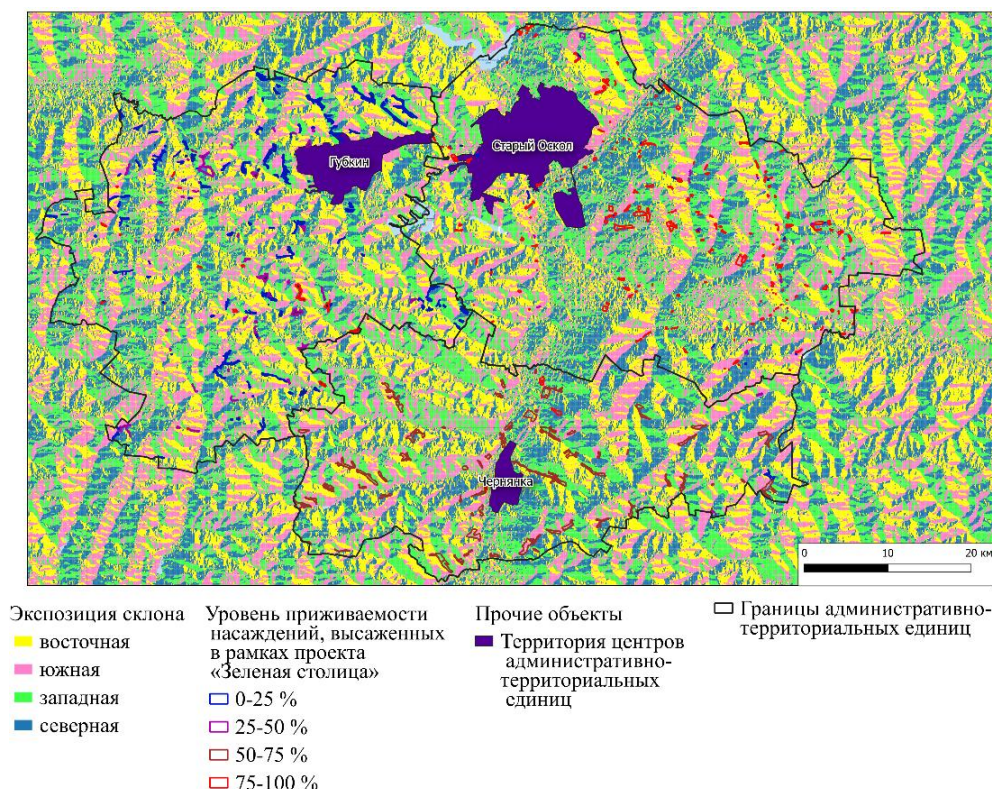 Губкин
Старый Оскол
Чернянка
0 10 20 км
Экспозиция склона
восточная
южная
западная
северная
Уровень приживаемости
насаждений, высаженных
в рамках проекта
«Зеленая столица»
0-25 %
25-50 %
50-75 %
75-100 %
Прочие объекты
Территория центров
административно-
территориальных
единиц
Границы административно-
территориальных единиц